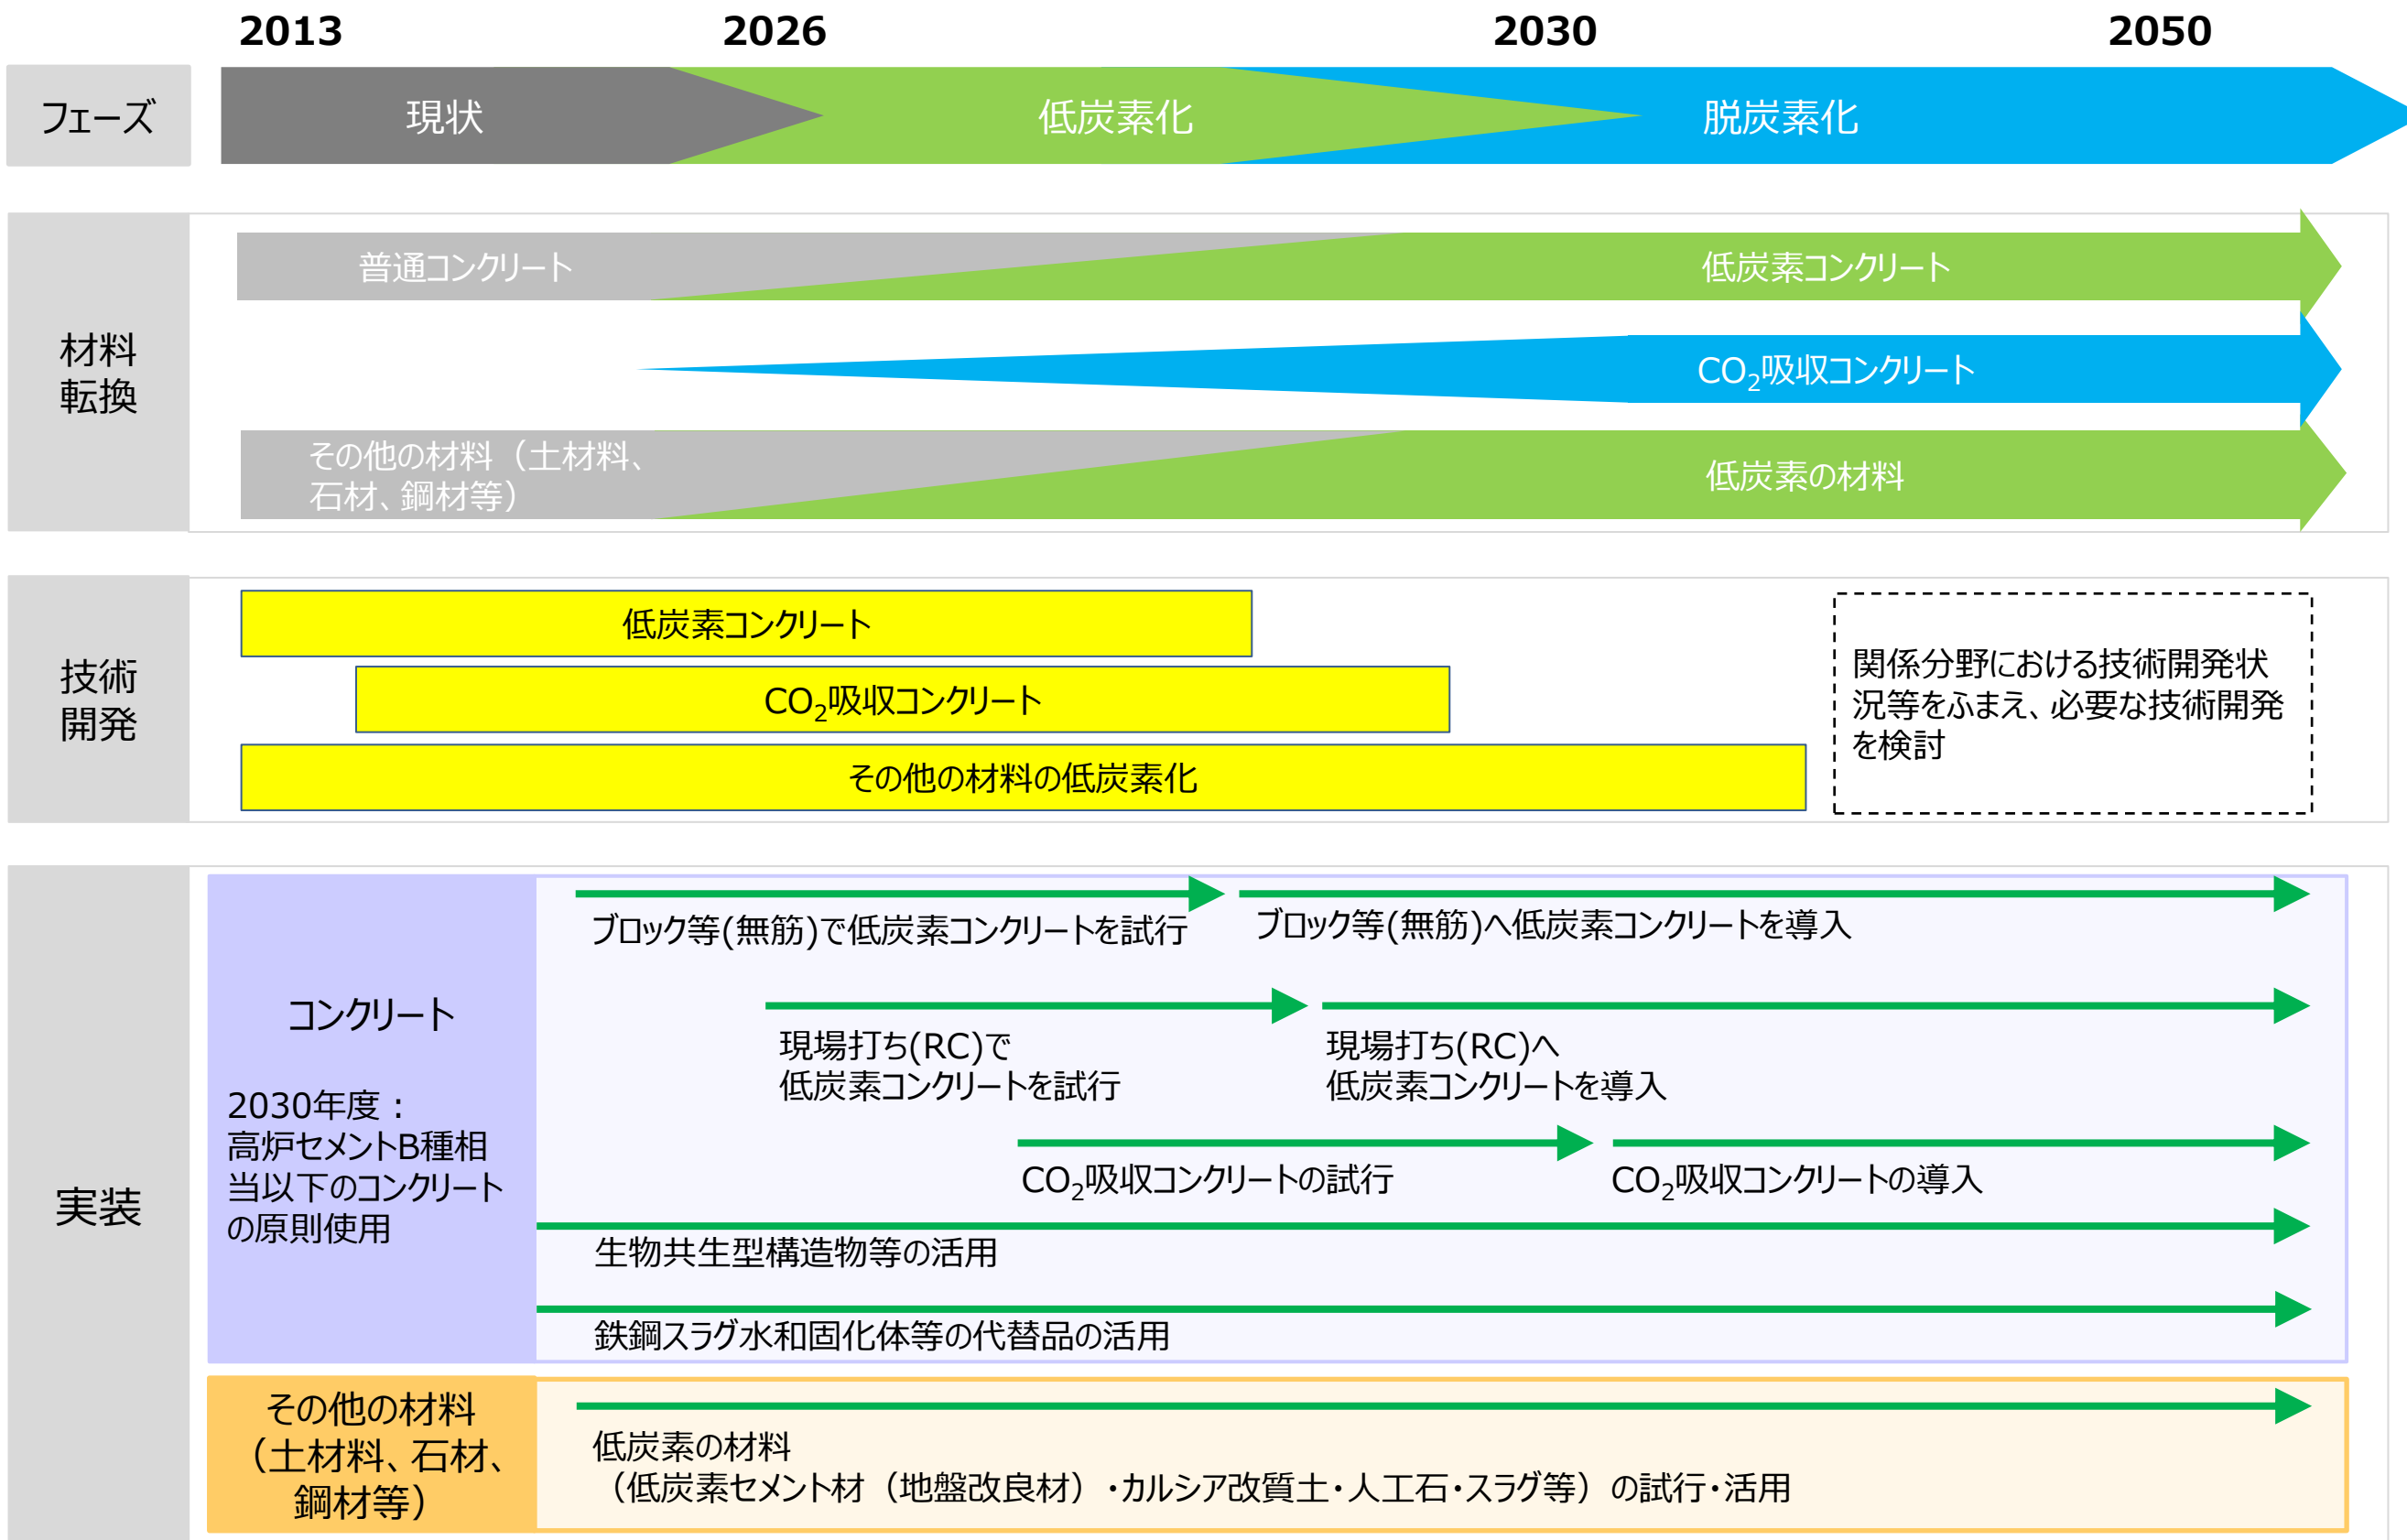 2013
2026
2030
2050
フェーズ
現状
低炭素化
脱炭素化
材料
転換
普通コンクリート
低炭素コンクリート
CO₂吸収コンクリート
その他の材料（土材料、
石材、鋼材等）
低炭素の材料
技術
開発
低炭素コンクリート
CO₂吸収コンクリート
その他の材料の低炭素化
関係分野における技術開発状
況等をふまえ、必要な技術開発
を検討
実装
コンクリート
2030年度：
高炉セメントB種相
当以下のコンクリート
の原則使用
ブロック等(無筋)で低炭素コンクリートを試行
ブロック等(無筋)へ低炭素コンクリートを導入
現場打ち(RC)で
低炭素コンクリートを試行
現場打ち(RC)へ
低炭素コンクリートを導入
CO₂吸収コンクリートの試行
CO₂吸収コンクリートの導入
生物共生型構造物等の活用
鉄鋼スラグ水和固化体等の代替品の活用
その他の材料
（土材料、石材、
鋼材等）
低炭素の材料
（低炭素セメント材（地盤改良材）・カルシア改質土・人工石・スラグ等）の試行・活用